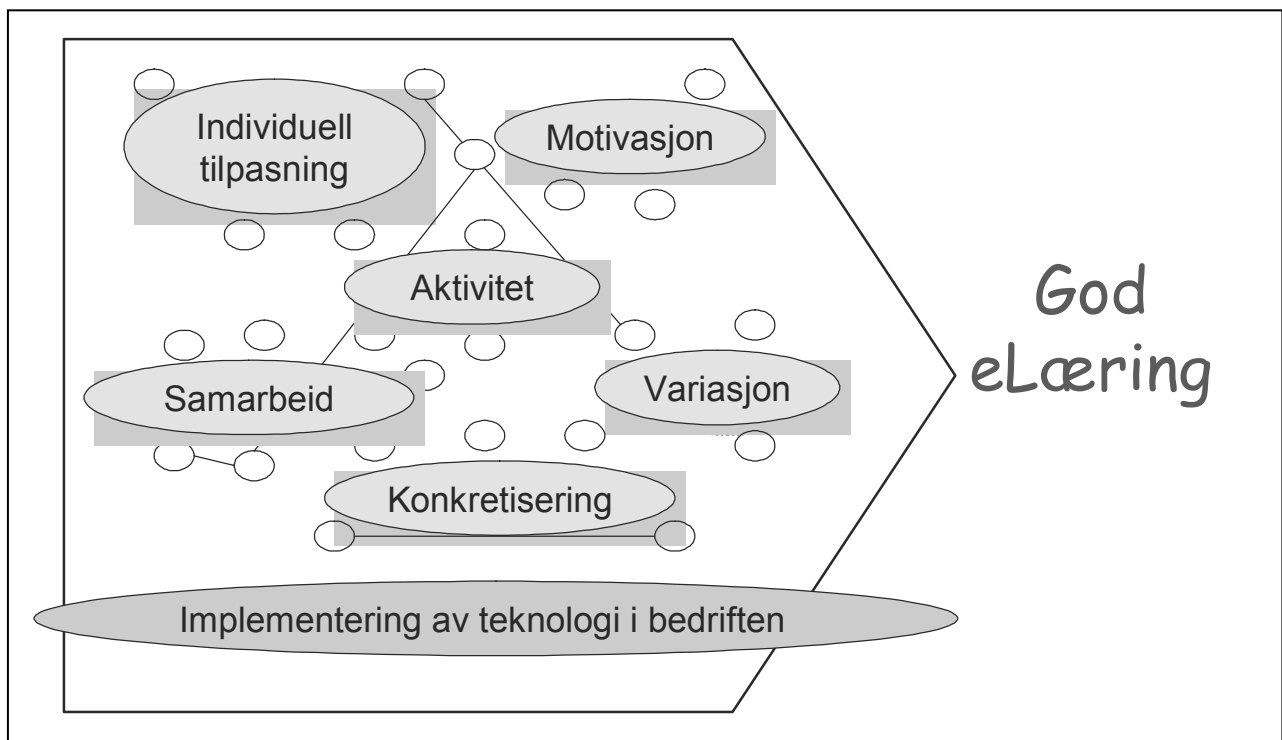 Individuell
tilpasning
Motivasjon
Aktivitet
Samarbeid
Variasjon
Konkretisering
Implementering av teknologi i bedriften
God
eLæring